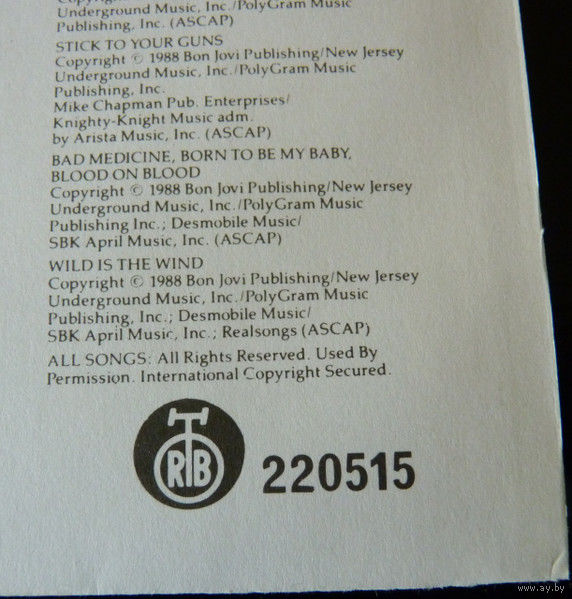 Underground Music, Inc./PolyGram Music
Publishing, Inc. (ASCAP)
STICK TO YOUR GUNS
Copyright © 1988 Bon Jovi Publishing/New Jersey
Underground Music, Inc./PolyGram Music
Publishing, Inc.
Mike Chapman Pub. Enterprises/
Knighty-Knight Music adm.
by Arista Music, Inc. (ASCAP)
BAD MEDICINE, BORN TO BE MY BABY,
BLOOD ON BLOOD
Copyright © 1988 Bon Jovi Publishing/New Jersey
Underground Music, Inc./PolyGram Music
Publishing Inc.; Desmobile Music/
SBK April Music, Inc. (ASCAP)
WILD IS THE WIND
Copyright © 1988 Bon Jovi Publishing/New Jersey
Underground Music, Inc./PolyGram Music
Publishing, Inc.; Desmobile Music/
SBK April Music, Inc.; Realsongs (ASCAP)
ALL SONGS: All Rights Reserved. Used By
Permission. International Copyright Secured.
RTB 220515
www.ay.by